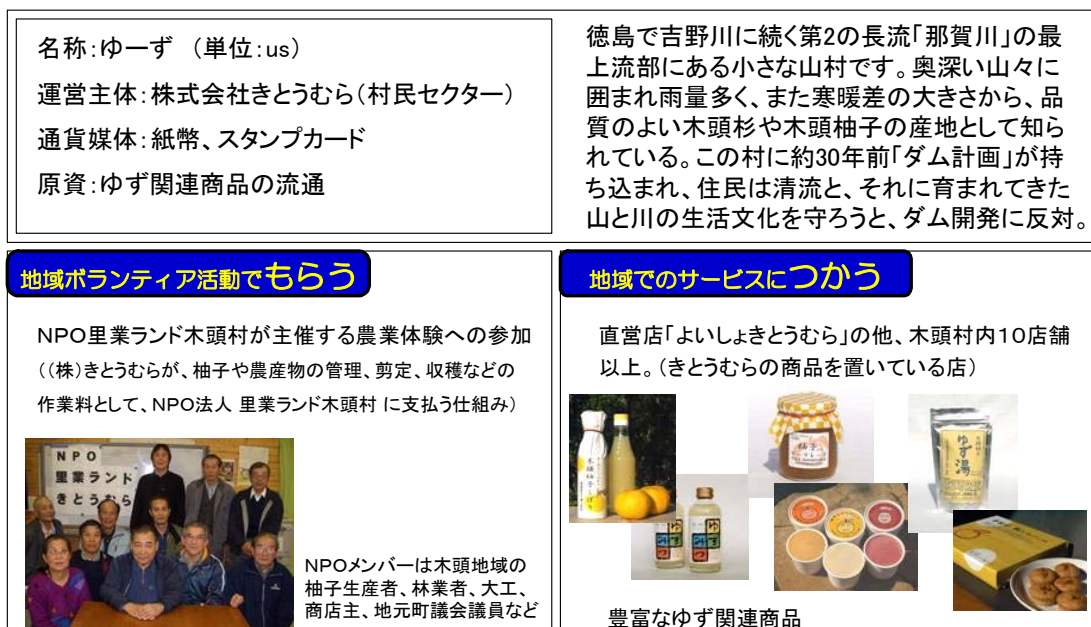 名称:ゆーず (単位:us)
運営主体:株式会社きとうむら(村民セクター)
通貨媒体:紙幣、スタンプカード
原資:ゆず関連商品の流通
徳島で吉野川に続く第2の長流「那賀川」の最
上流部にある小さな山村です。奥深い山々に
囲まれ雨量多く、また寒暖差の大きさから、品
質のよい木頭杉や木頭柚子の産地として知ら
れている。この村に約30年前「ダム計画」が持
ち込まれ、住民は清流と、それに育まれてきた
山と川の生活文化を守ろうと、ダム開発に反対。
地域ボランティア活動でもらう
NPO里業ランド木頭村が主催する農業体験への参加
((株)きとうむらが、柚子や農産物の管理、剪定、収穫などの
作業料として、NPO法人 里業ランド木頭村 に支払う仕組み)
NPO
里業ランド
きとうむら
NPOメンバーは木頭地域の
柚子生産者、林業者、大工、
商店主、地元町議会議員など
地域でのサービスにつかう
直営店「よいしょきとうむら」の他、木頭村内10店舗
以上。(きとうむらの商品を置いている店)
木頭柚子しぼり
ゆずみつ
ゆずみつ
ゆず湯
豊富なゆず関連商品